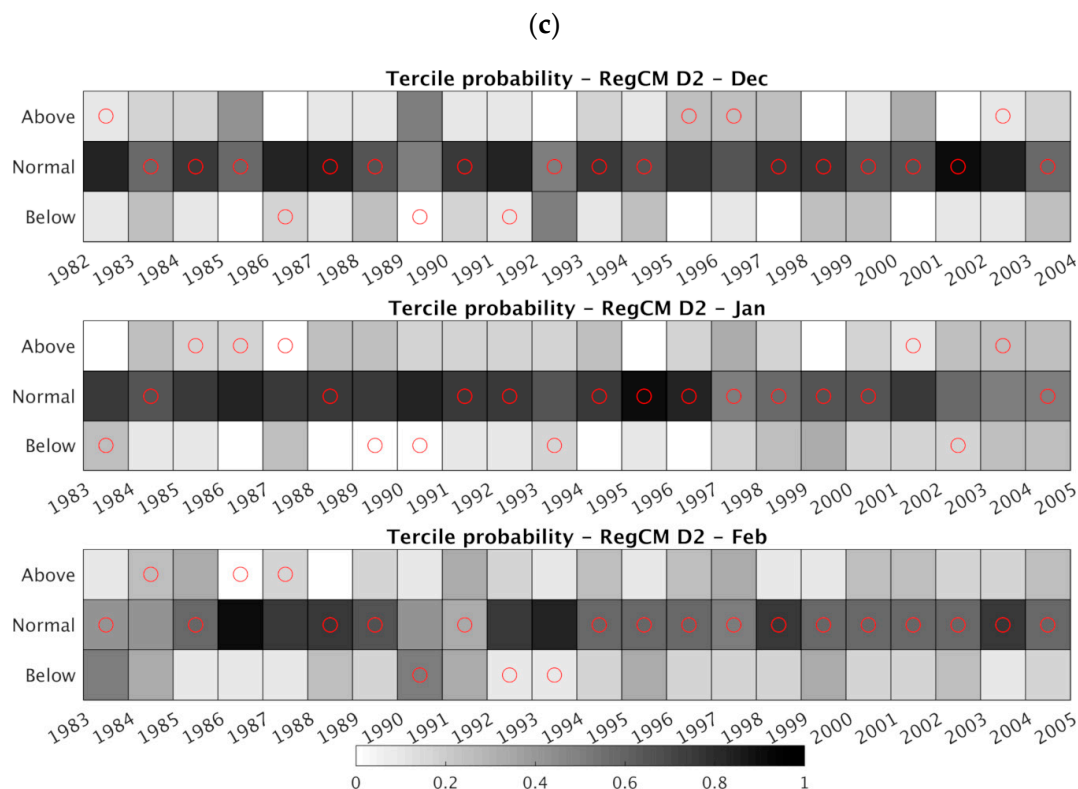 (c)
Tercile probability – RegCM D2 – Dec
Above
Normal
Below
1982 1983 1984 1985 1986 1987 1988 1989 1990 1991 1992 1993 1994 1995 1996 1997 1998 1999 2000 2001 2002 2003 2004
Tercile probability – RegCM D2 – Jan
Above
Normal
Below
1983 1984 1985 1986 1987 1988 1989 1990 1991 1992 1993 1994 1995 1996 1997 1998 1999 2000 2001 2002 2003 2004 2005
Tercile probability – RegCM D2 – Feb
Above
Normal
Below
1983 1984 1985 1986 1987 1988 1989 1990 1991 1992 1993 1994 1995 1996 1997 1998 1999 2000 2001 2002 2003 2004 2005
0 0.2 0.4 0.6 0.8 1